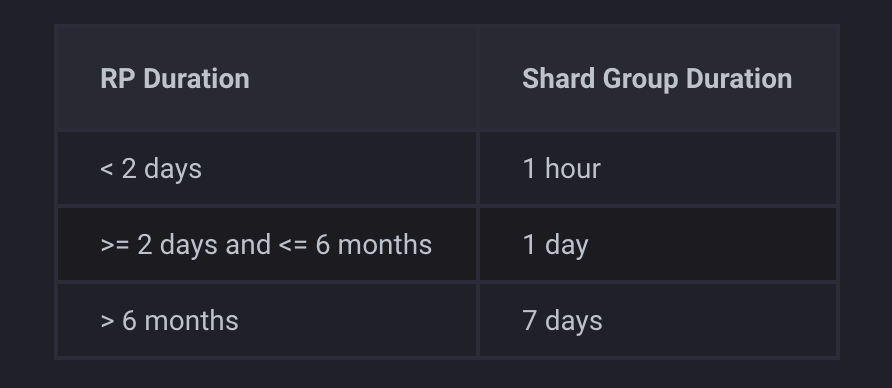 RP Duration Shard Group Duration
< 2 days 1 hour
>= 2 days and <= 6 months 1 day
> 6 months 7 days